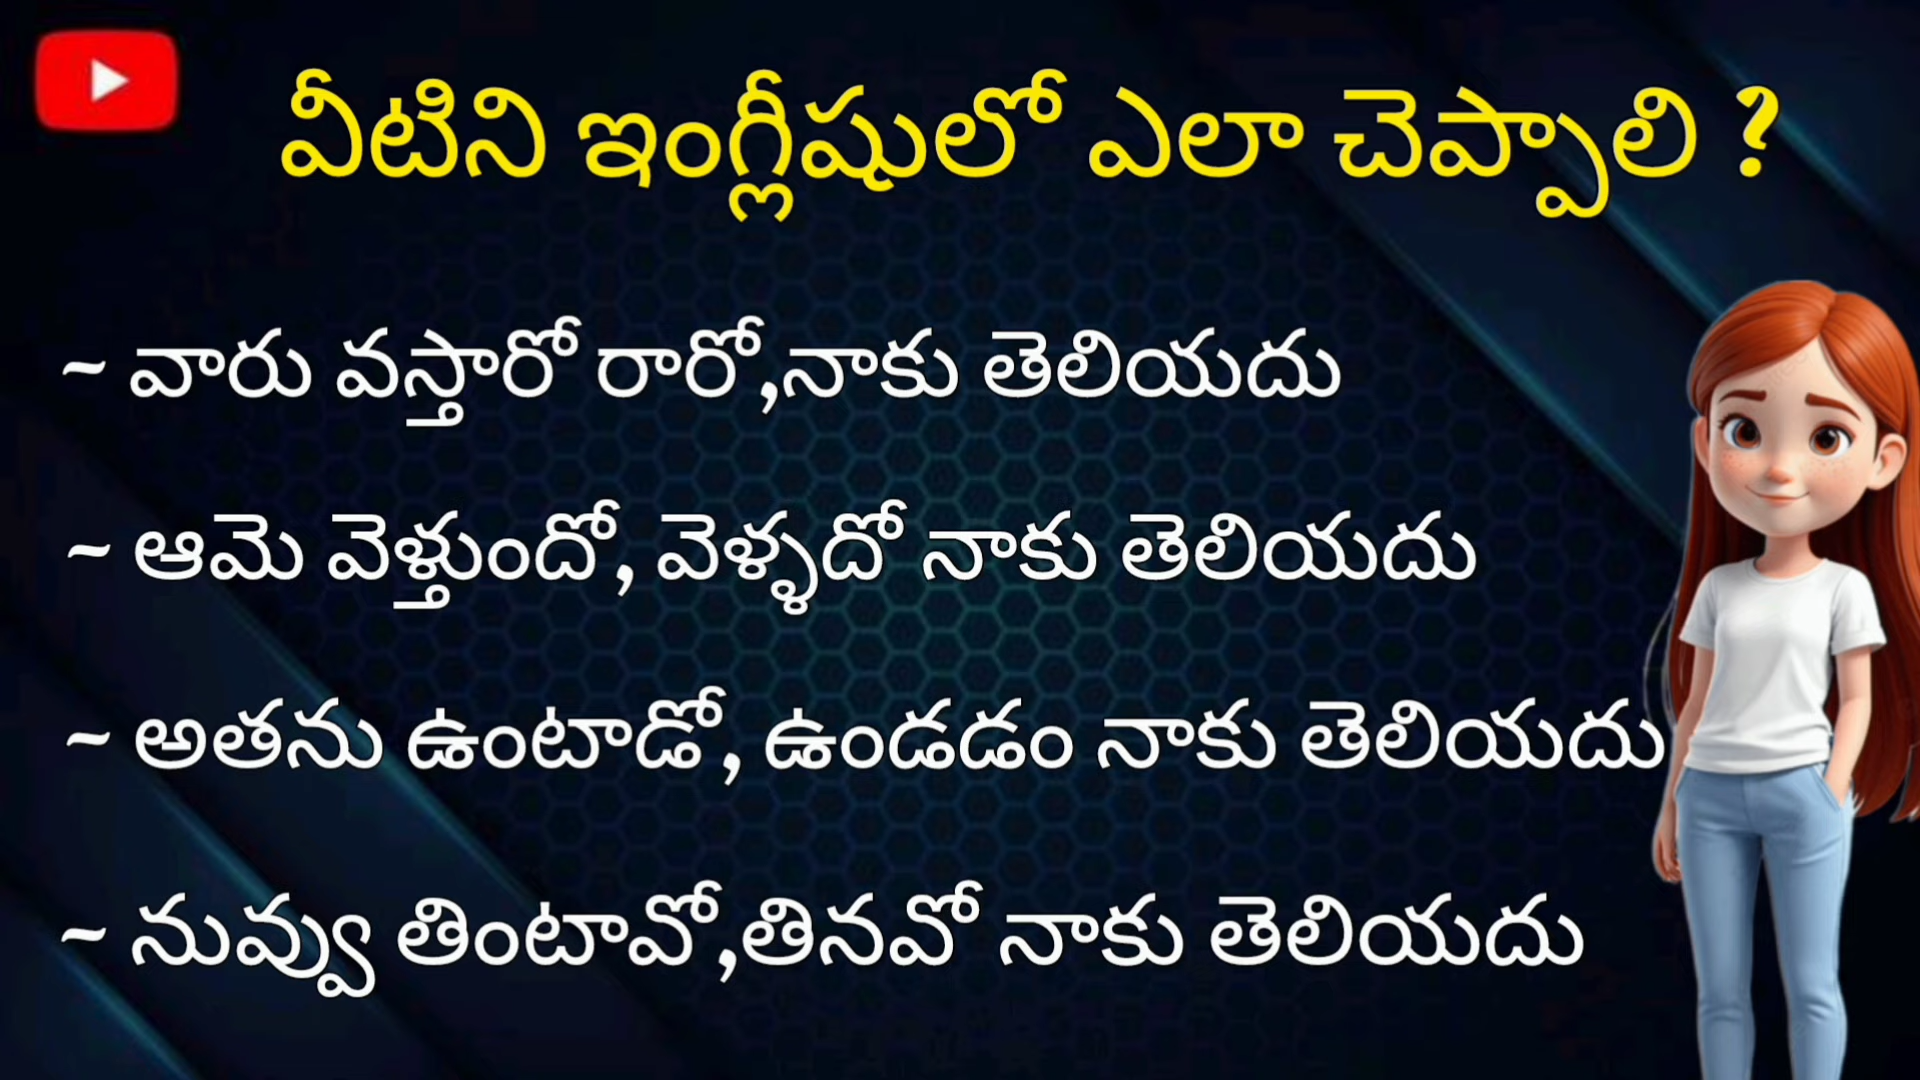 వీటిని ఇంగ్లీషులో ఎలా చెప్పాలి ?
~ వారు వస్తారో రారో,నాకు తెలియదు
~ ఆమె వెళ్తుందో, వెళ్ళదో నాకు తెలియదు
~ అతను ఉంటాడో, ఉండడం నాకు తెలియదు
~ నువ్వు తింటావో,తినవో నాకు తెలియదు